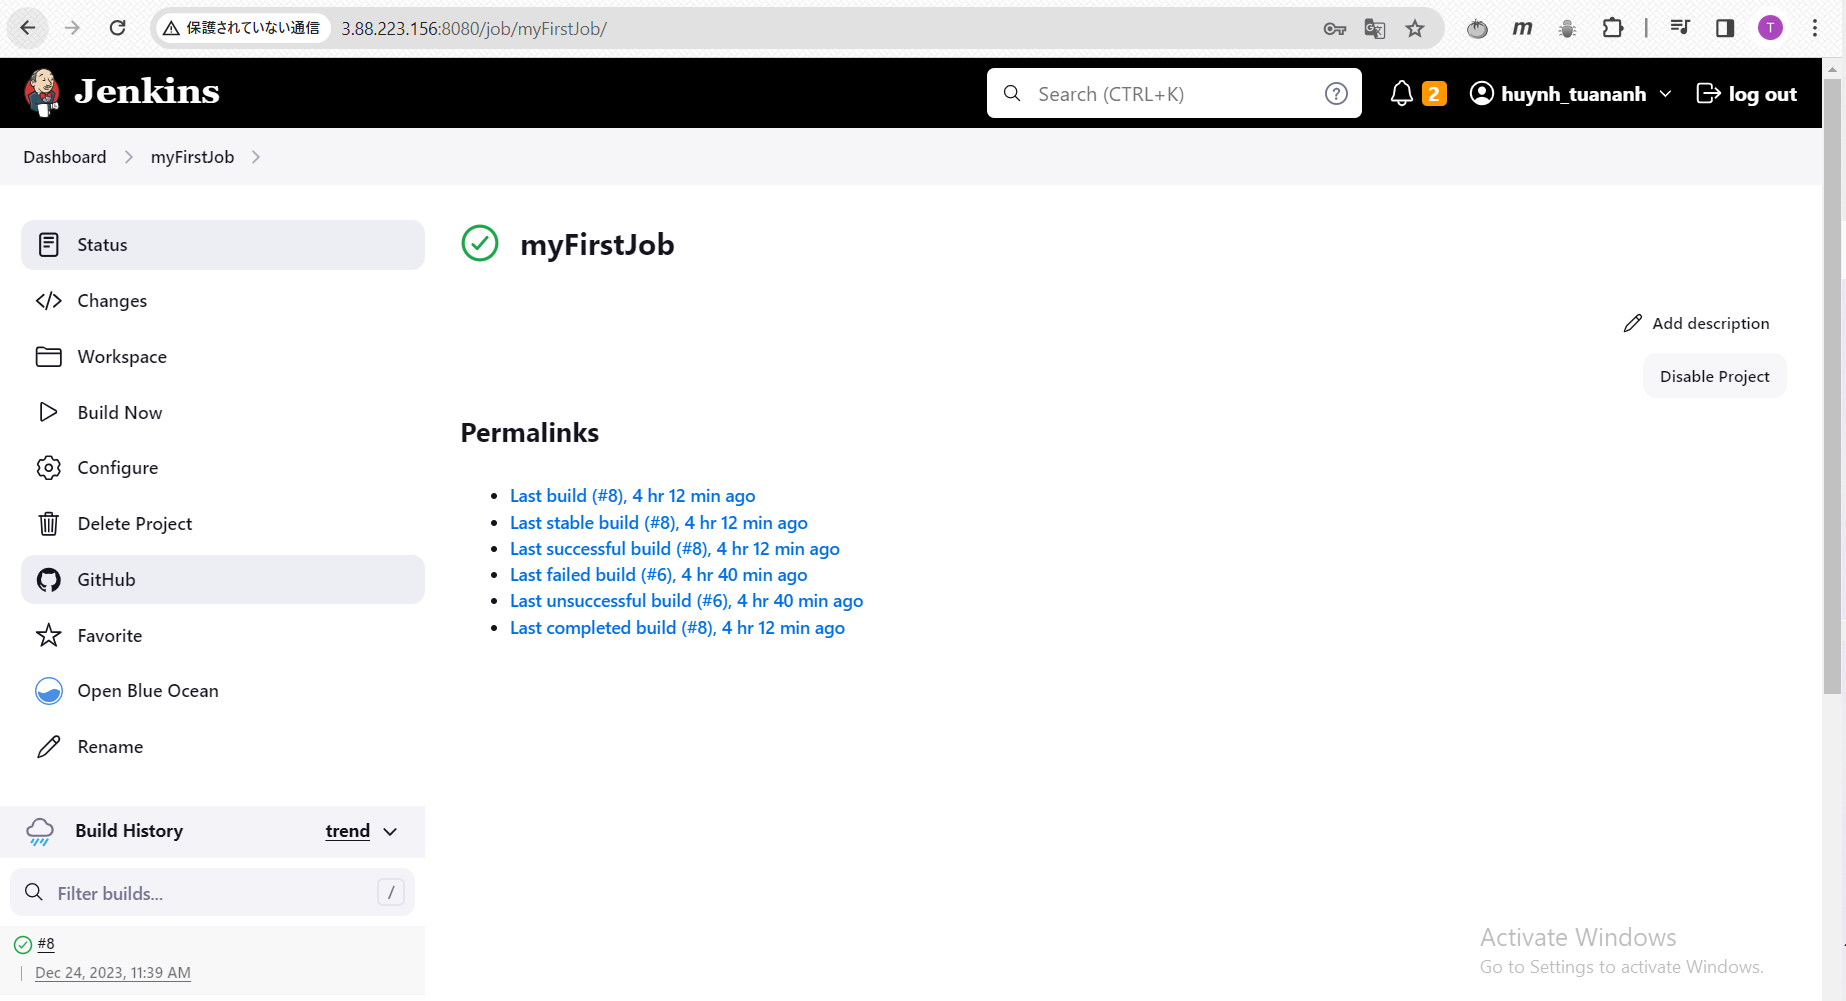 保護されていない通信 3.88.223.156:8080/job/myFirstJob/
T
Jenkins
Search (CTRL+K)
?
2
huynh_tuananh
log out
Dashboard
myFirstJob
Status
Changes
Workspace
Build Now
Configure
Delete Project
GitHub
Favorite
Open Blue Ocean
Rename
Build History
trend
Filter builds...
/
#8
Dec 24, 2023, 11:39 AM
myFirstJob
Add description
Disable Project
Permalinks
Last build (#8), 4 hr 12 min ago
Last stable build (#8), 4 hr 12 min ago
Last successful build (#8), 4 hr 12 min ago
Last failed build (#6), 4 hr 40 min ago
Last unsuccessful build (#6), 4 hr 40 min ago
Last completed build (#8), 4 hr 12 min ago
Activate Windows
Go to Settings to activate Windows.